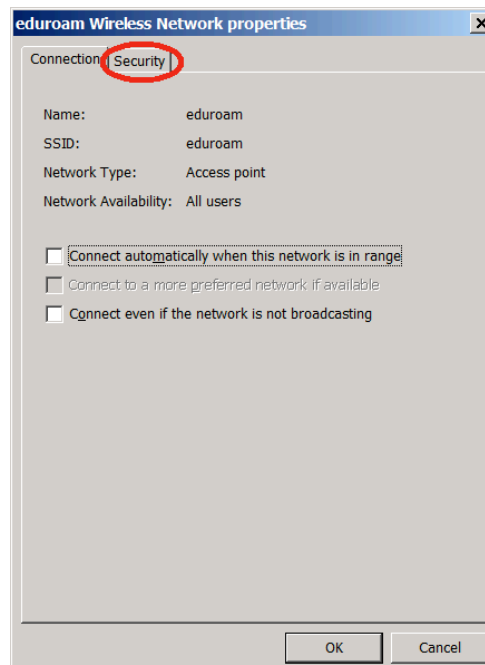 eduroam Wireless Network properties
Connection Security
Name: eduroam
SSID: eduroam
Network Type: Access point
Network Availability: All users
Connect automatically when this network is in range
Connect to a more preferred network if available
Connect even if the network is not broadcasting
OK Cancel